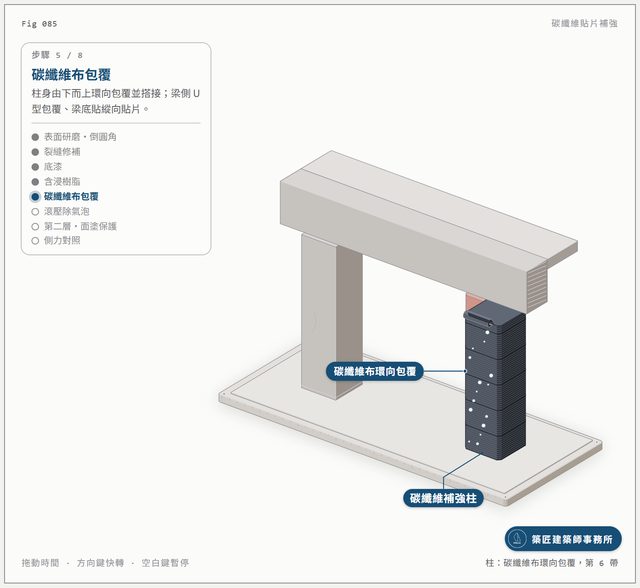 Fig 085
碳纖維貼片補強
步驟 5 / 8
碳纖維布包覆
柱身由下而上環向包覆並搭接；梁側 U
型包覆、梁底貼縱向貼片。
表面研磨・倒圓角
裂縫修補
底漆
含浸樹脂
碳纖維布包覆
滾壓除氣泡
第二層・面塗保護
側力對照
碳纖維布環向包覆
碳纖維補強柱
築匠建築師事務所
拖動時間 · 方向鍵快轉 · 空白鍵暫停
柱：碳纖維布環向包覆，第 6 帶